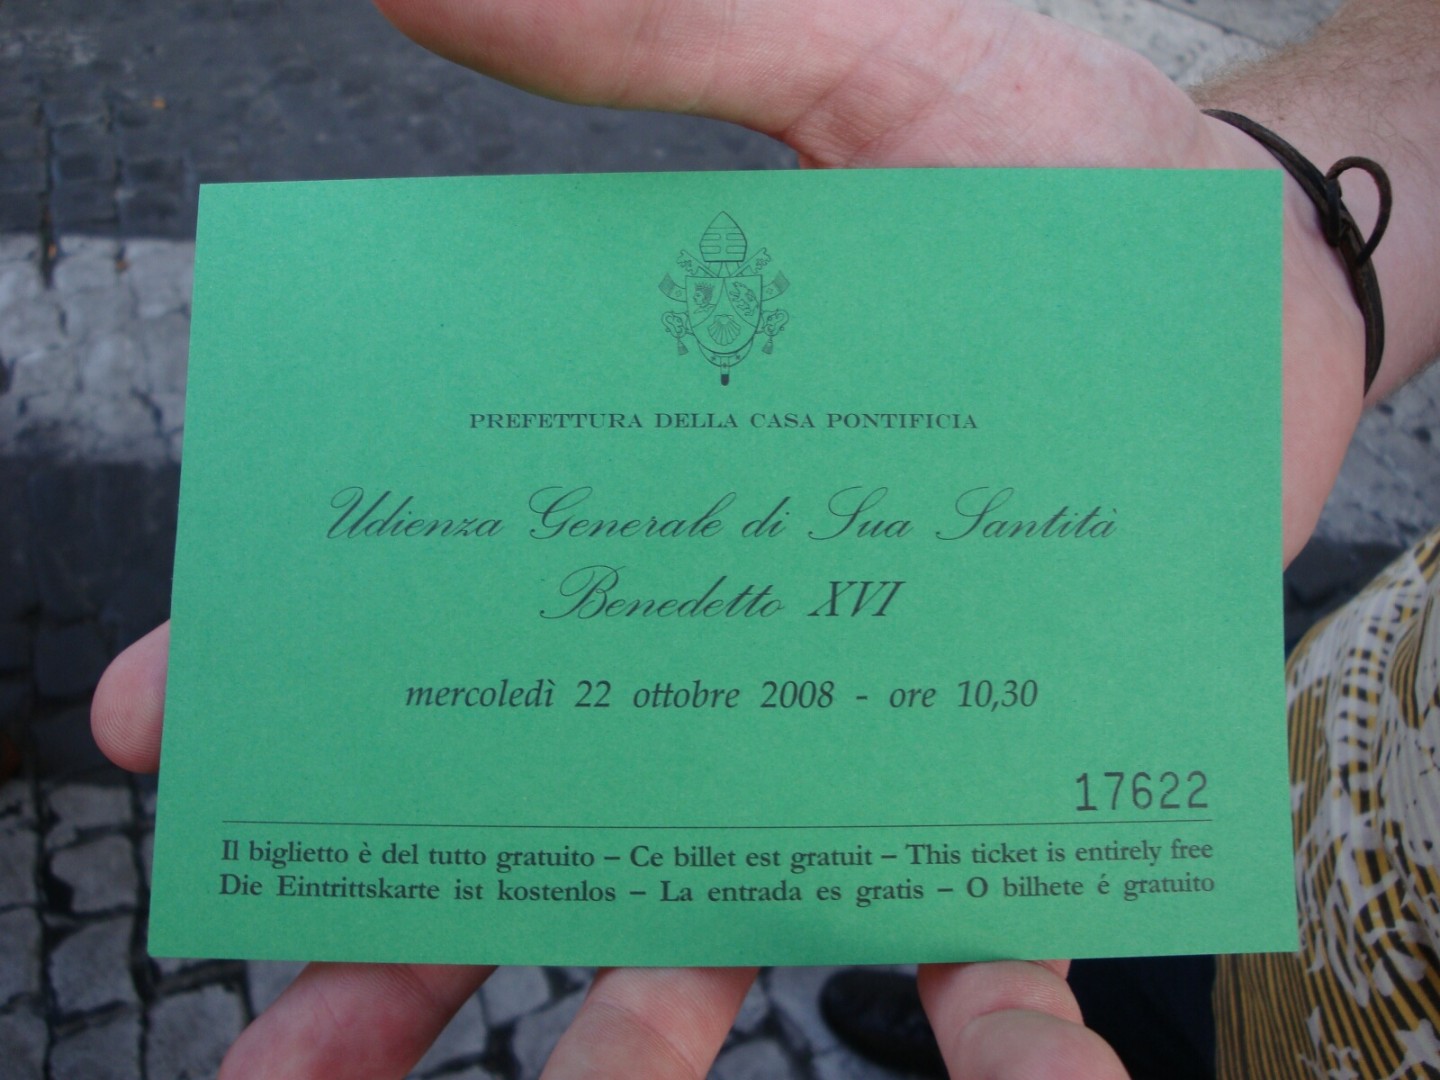 PREFETTURA DELLA CASA PONTIFICIA
Udienza Generale di Sua Santità
Benedetto XVI
mercoledì 22 ottobre 2008 - ore 10,30
17622
Il biglietto è del tutto gratuito – Ce billet est gratuit – This ticket is entirely free
Die Eintrittskarte ist kostenlos – La entrada es gratis – O bilhete é gratuito